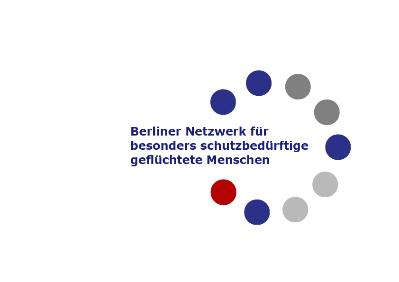 Berliner Netzwerk für
besonders schutzbedürftige
geflüchtete Menschen